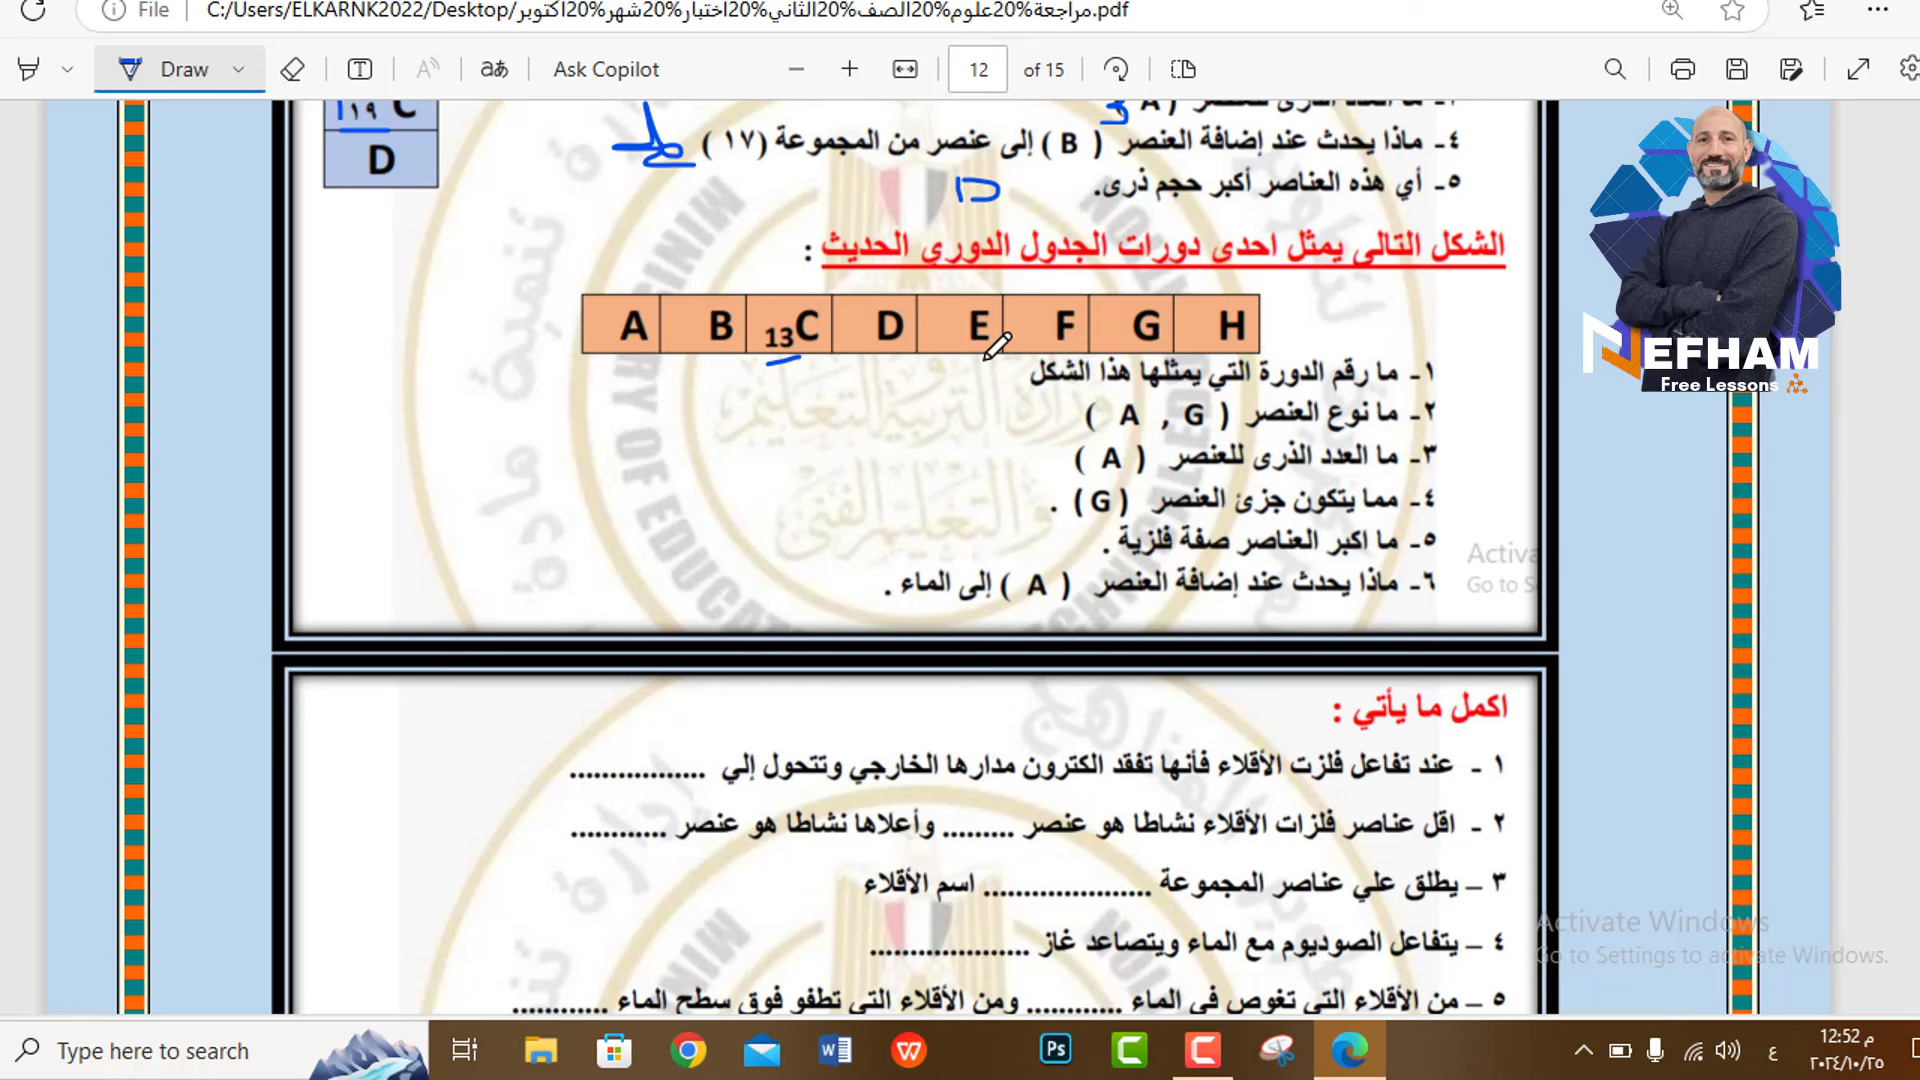 File
C:/Users/ELKARNK2022/Desktop/مراجعة%20علوم%20الصف%20الثاني%20اختبار%20شهر%20اكتوبر.pdf
Draw
Ask Copilot
12 of 15
١١٩ C
D
٤- ماذا يحدث عند إضافة العنصر ( B ) إلى عنصر من المجموعة (١٧ )
٥- أي هذه العناصر أكبر حجم ذرى.
D
الشكل التالى يمثل احدى دورات الجدول الدوري الحديث :
A B 13C D E F G H
١- ما رقم الدورة التي يمثلها هذا الشكل
٢- ما نوع العنصر ( A , G )
٣- ما العدد الذرى للعنصر ( A )
٤- مما يتكون جزئ العنصر (G ) .
٥- ما اكبر العناصر صفة فلزية .
٦- ماذا يحدث عند إضافة العنصر ( A ) إلى الماء .
اكمل ما يأتي :
١ - عند تفاعل فلزت الأقلاء فأنها تفقد الكترون مدارها الخارجي وتتحول إلي .................
٢ - اقل عناصر فلزات الأقلاء نشاطا هو عنصر ......... وأعلاها نشاطا هو عنصر ............
٣ – يطلق علي عناصر المجموعة ..................... اسم الأقلاء
٤ – يتفاعل الصوديوم مع الماء ويتصاعد غاز ....................
٥ – من الأقلاء التي تغوص في الماء ............ ومن الأقلاء التي تطفو فوق سطح الماء ............
NEFHAM
Free Lessons
Activate Windows
Go to Settings to activate Windows.
Type here to search
12:52 م
٢٠٢٤/١٠/٢٥